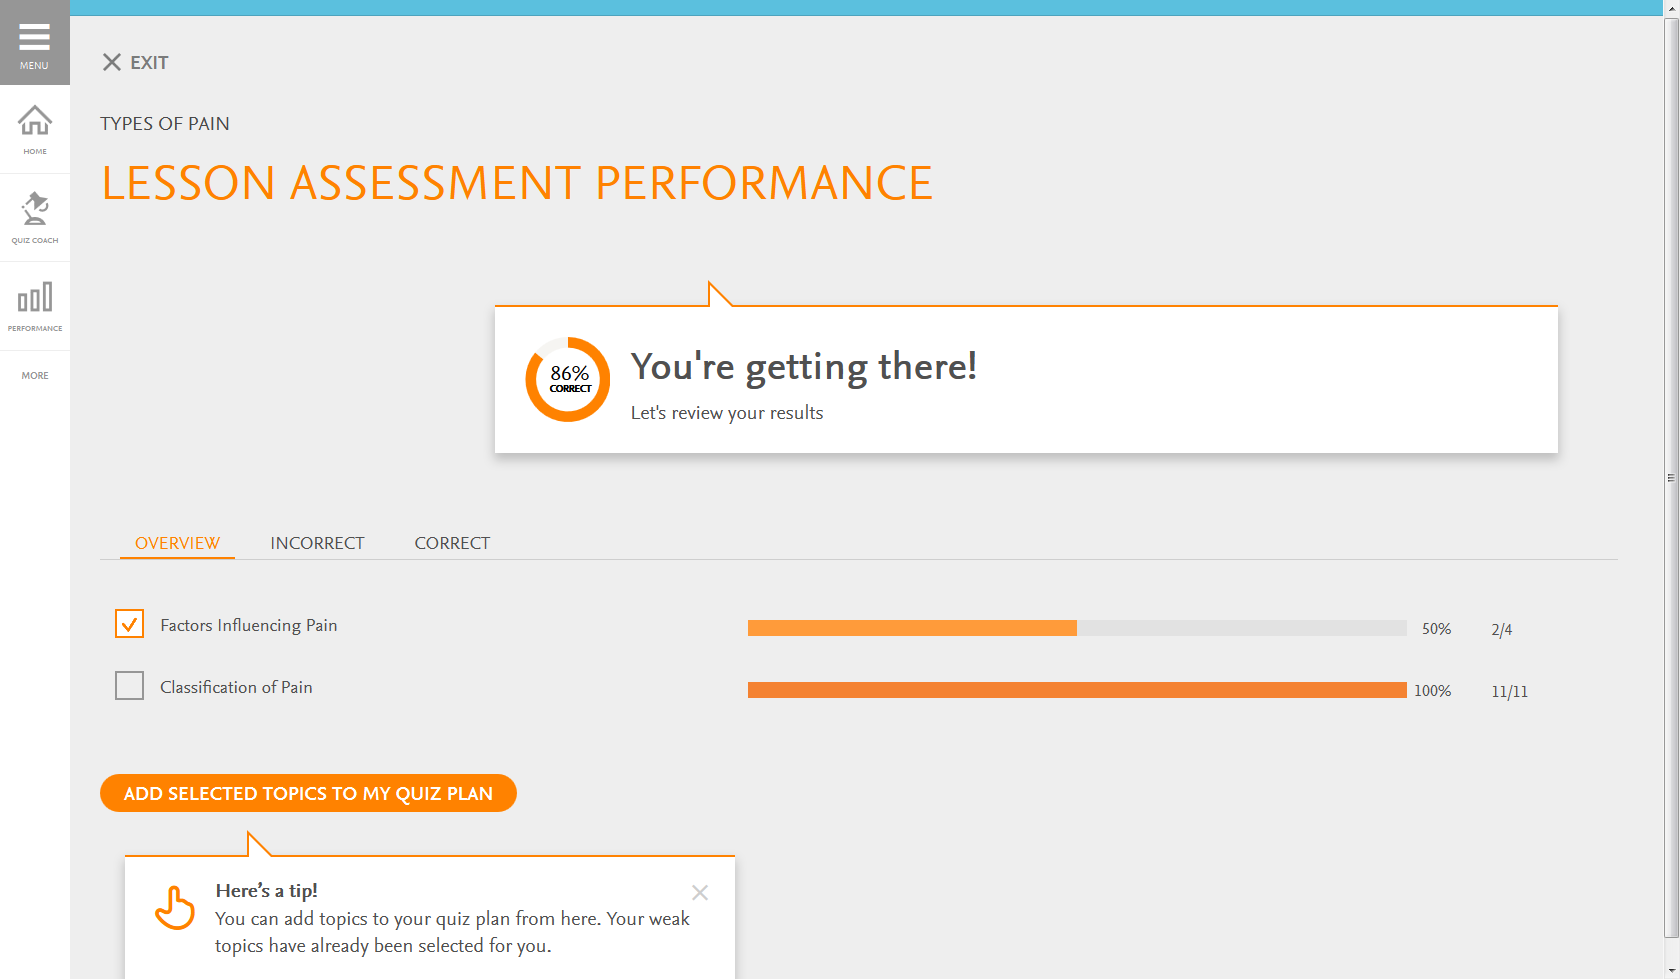 MENU
HOME
QUIZ COACH
PERFORMANCE
MORE
EXIT
TYPES OF PAIN
LESSON ASSESSMENT PERFORMANCE
86%
CORRECT
You're getting there!
Let's review your results
OVERVIEW INCORRECT CORRECT
Factors Influencing Pain 50% 2/4
Classification of Pain 100% 11/11
ADD SELECTED TOPICS TO MY QUIZ PLAN
Here’s a tip!
You can add topics to your quiz plan from here. Your weak
topics have already been selected for you.